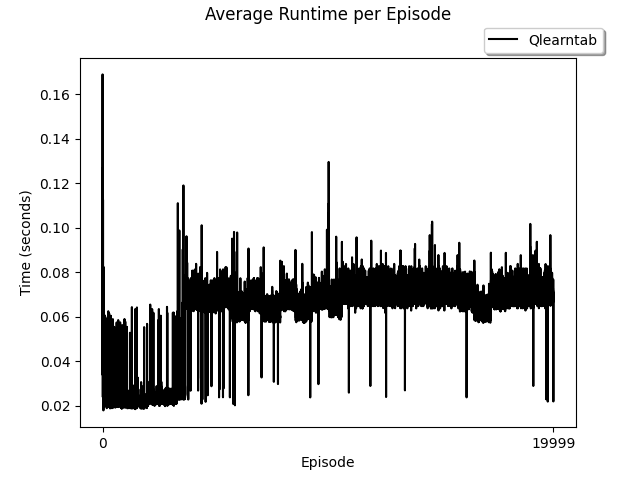 Average Runtime per Episode
Qlearntab
0.16
0.14
0.12
0.10
0.08
0.06
0.04
0.02
Time (seconds)
0
19999
Episode